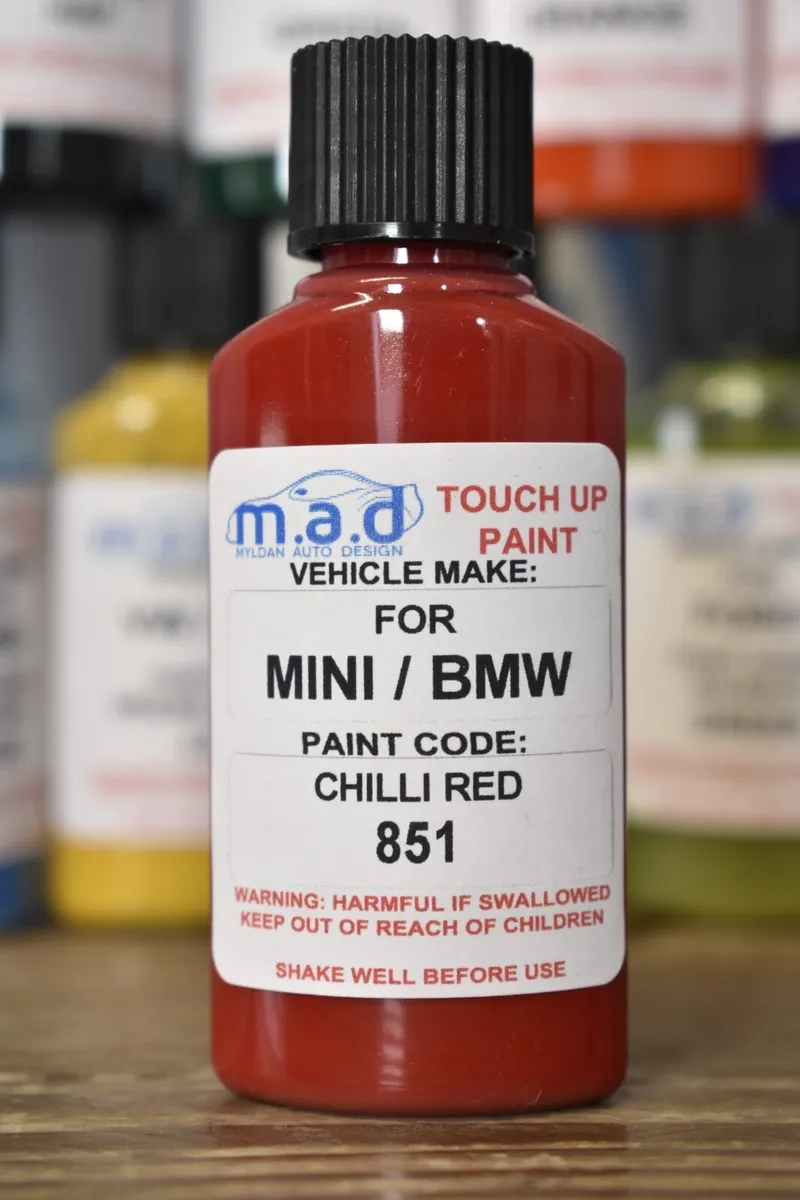 m.a.d
MYLDAN AUTO DESIGN
TOUCH UP
PAINT
VEHICLE MAKE:
FOR
MINI / BMW
PAINT CODE:
CHILLI RED
851
WARNING: HARMFUL IF SWALLOWED
KEEP OUT OF REACH OF CHILDREN
SHAKE WELL BEFORE USE